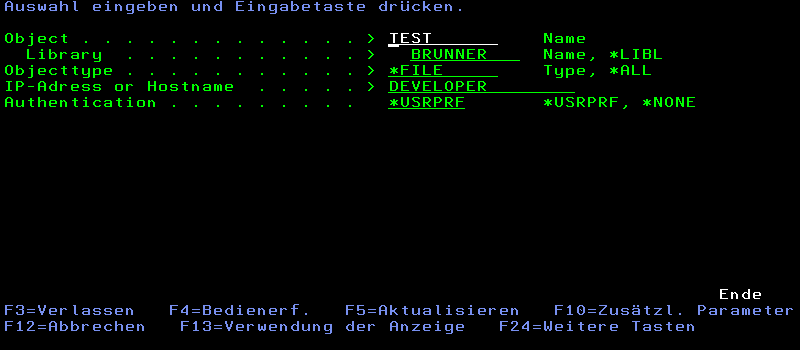 Auswahl eingeben und Eingabetaste drücken.
Object . . . . . . . . . . . . . > TEST Name
Library . . . . . . . . . . . > BRUNNER Name, *LIBL
Objecttype . . . . . . . . . . . > *FILE Type, *ALL
IP-Adress or Hostname . . . . . > DEVELOPER
Authentication . . . . . . . . . *USRPRF *USRPRF, *NONE
Ende
F3=Verlassen F4=Bedienerf. F5=Aktualisieren F10=Zusätzl. Parameter
F12=Abbrechen F13=Verwendung der Anzeige F24=Weitere Tasten